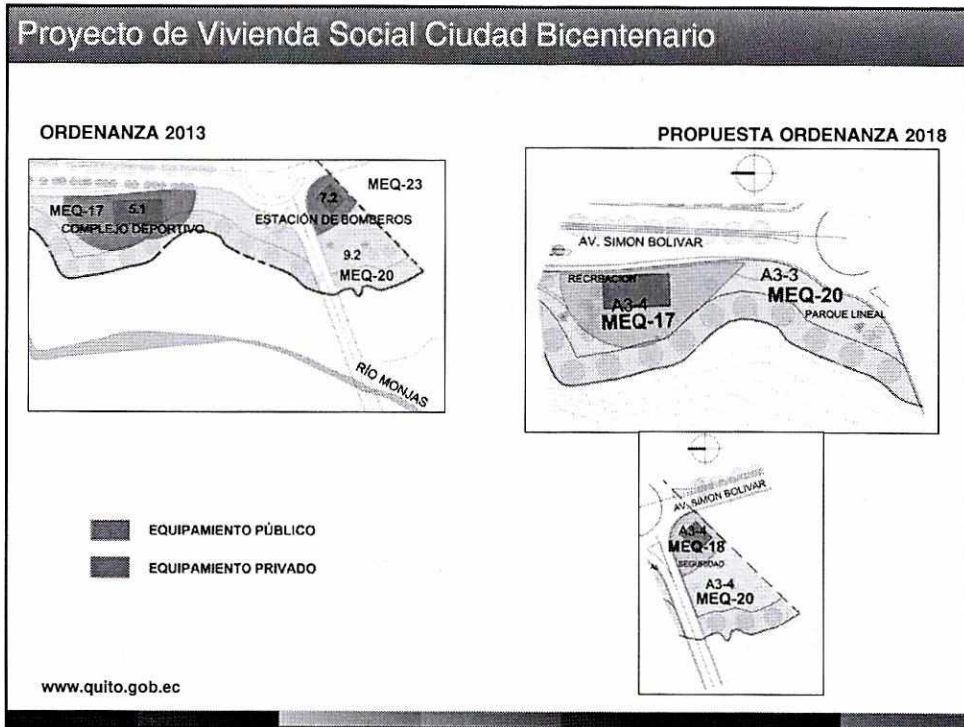 Proyecto de Vivienda Social Ciudad Bicentenario
ORDENANZA 2013
MEQ-17
5.1
COMPLEJO DEPORTIVO
7.2
MEQ-23
ESTACIÓN DE BOMBEROS
9.2
MEQ-20
RÍO MONJAS
PROPUESTA ORDENANZA 2018
AV. SIMON BOLIVAR
RECREACION
A3-4
MEQ-17
A3-3
MEQ-20
PARQUE LINEAL
AV. SIMON BOLIVAR
A3-4
MEQ-18
SEGURIDAD
A3-4
MEQ-20
EQUIPAMIENTO PÚBLICO
EQUIPAMIENTO PRIVADO
www.quito.gob.ec